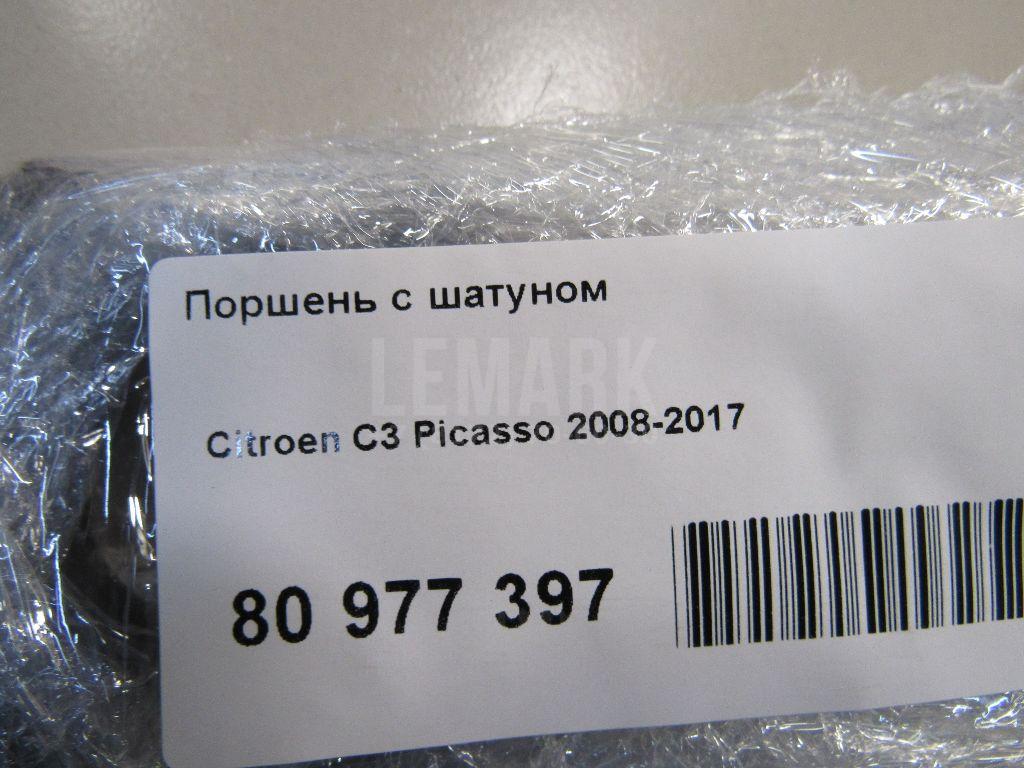 Поршень с шатуном
LEMARK
Citroen C3 Picasso 2008-2017
80 977 397